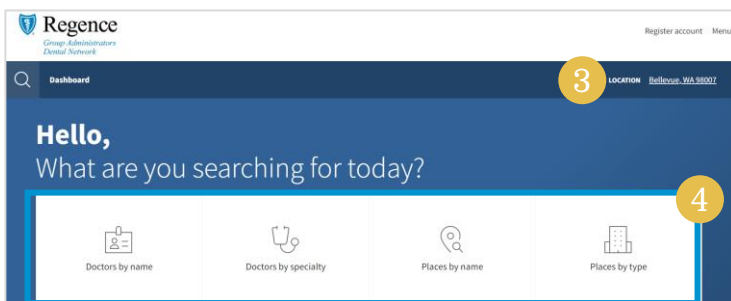 Regence
Group Administrators
Dental Network
Register account Menu
Dashboard
3 LOCATION Bellevue, WA 98007
Hello,
What are you searching for today?
4
Doctors by name Doctors by specialty Places by name Places by type